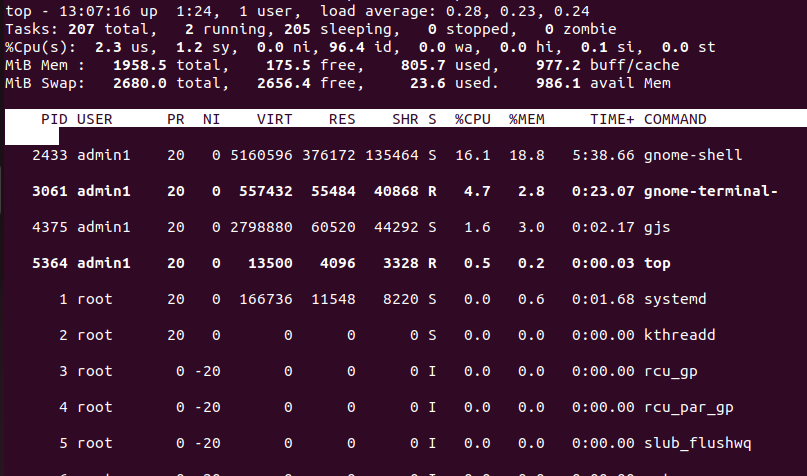 top - 13:07:16 up  1:24,  1 user,  load average: 0.28, 0.23, 0.24
Tasks: 207 total,   2 running, 205 sleeping,   0 stopped,   0 zombie
%Cpu(s):  2.3 us,  1.2 sy,  0.0 ni, 96.4 id,  0.0 wa,  0.0 hi,  0.1 si,  0.0 st
MiB Mem :   1958.5 total,    175.5 free,    805.7 used,    977.2 buff/cache
MiB Swap:   2680.0 total,   2656.4 free,     23.6 used.    986.1 avail Mem
PID USER      PR  NI    VIRT    RES    SHR S  %CPU  %MEM     TIME+ COMMAND
2433 admin1    20   0 5160596 376172 135464 S  16.1  18.8   5:38.66 gnome-shell
3061 admin1    20   0  557432  55484  40868 R   4.7   2.8   0:23.07 gnome-terminal-
4375 admin1    20   0 2798880  60520  44292 S   1.6   3.0   0:02.17 gjs
5364 admin1    20   0   13500   4096   3328 R   0.5   0.2   0:00.03 top
1 root      20   0  166736  11548   8220 S   0.0   0.6   0:01.68 systemd
2 root      20   0       0      0      0 S   0.0   0.0   0:00.00 kthreadd
3 root       0 -20       0      0      0 I   0.0   0.0   0:00.00 rcu_gp
4 root       0 -20       0      0      0 I   0.0   0.0   0:00.00 rcu_par_gp
5 root       0 -20       0      0      0 I   0.0   0.0   0:00.00 slub_flushwq